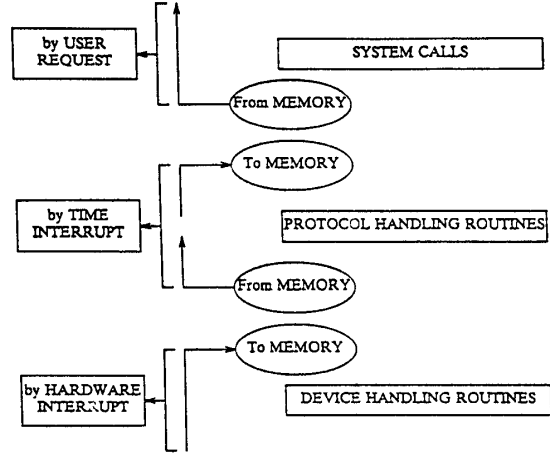 by USER
REQUEST
SYSTEM CALLS
From MEMORY
To MEMORY
by TIME
INTERRUPT
PROTOCOL HANDLING ROUTINES
From MEMORY
To MEMORY
by HARDWARE
INTERRUPT
DEVICE HANDLING ROUTINES